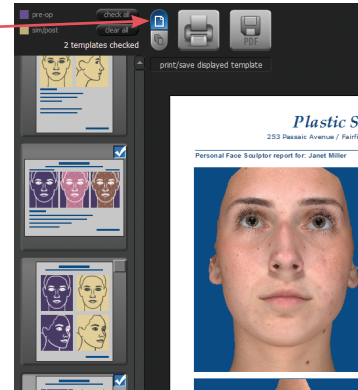 pre-op
check all
sim/post
clear all
2 templates checked
PDF
print/save displayed template
Plastic S
253 Passaic Avenue / Fairfi
Personal Face Sculptor report for: Janet Miller